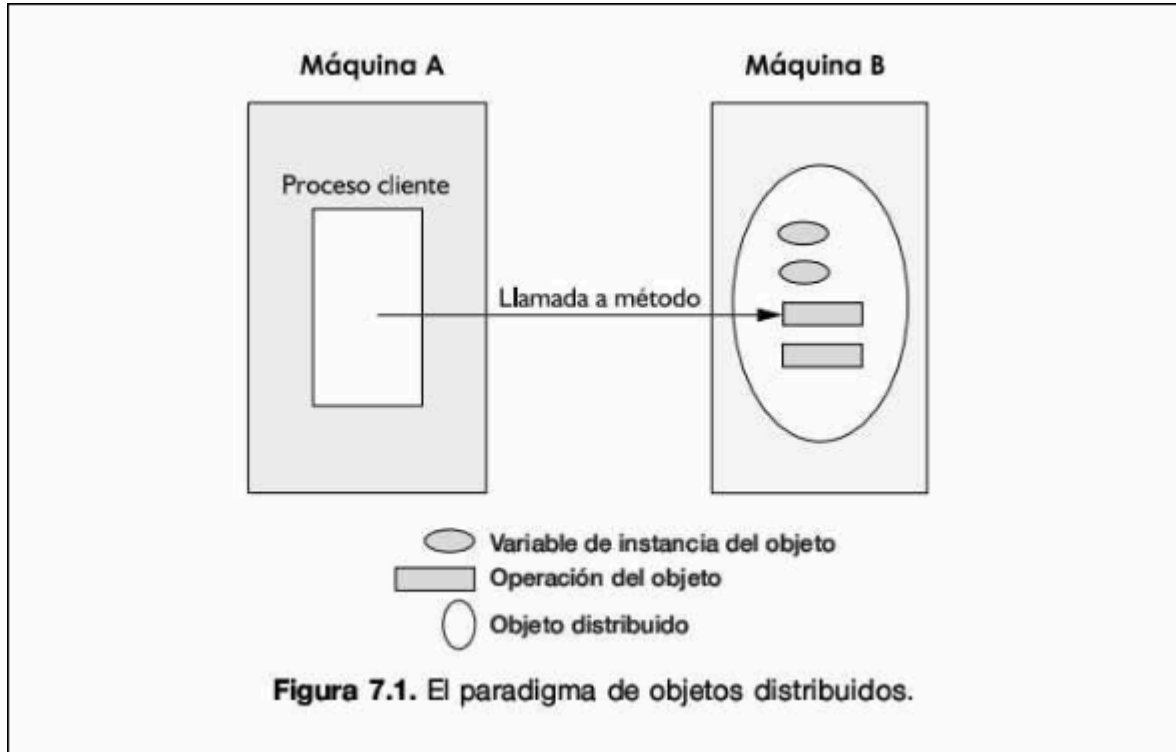 Máquina A
Máquina B
Proceso cliente
Llamada a método
Variable de instancia del objeto
Operación del objeto
Objeto distribuido
Figura 7.1. El paradigma de objetos distribuidos.